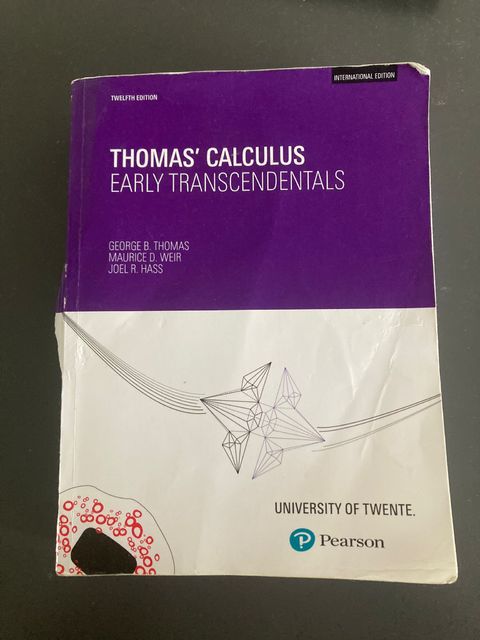 INTERNATIONAL EDITION
TWELFTH EDITION
THOMAS' CALCULUS
EARLY TRANSCENDENTALS
GEORGE B. THOMAS
MAURICE D. WEIR
JOEL R. HASS
UNIVERSITY OF TWENTE.
P Pearson